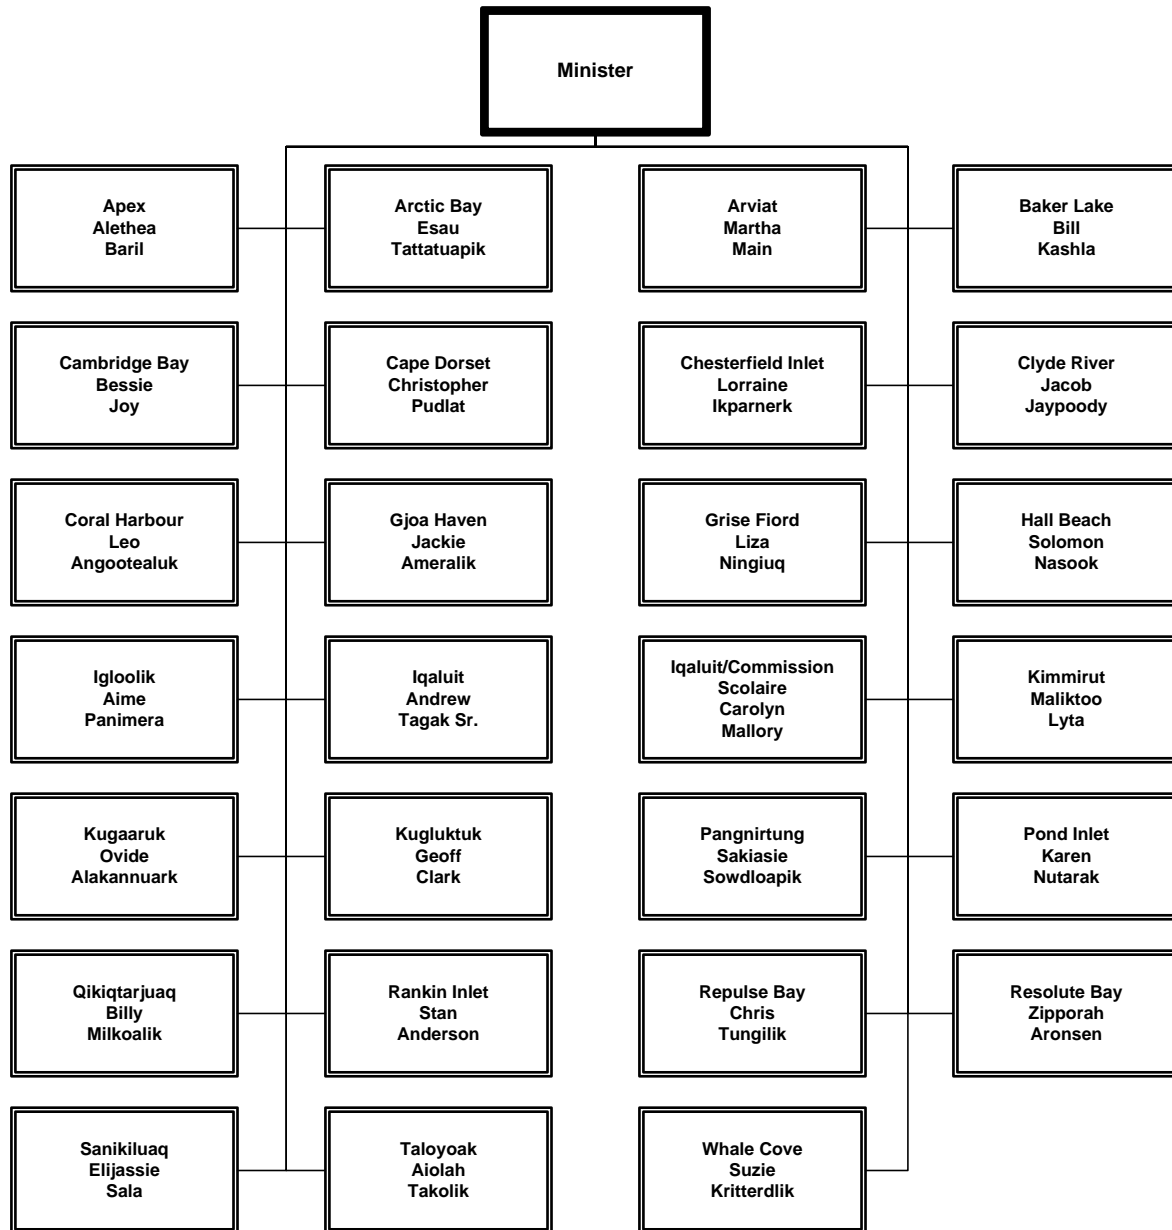 Minister
Apex
Alethea
Baril
Arctic Bay
Esau
Tattatuapik
Arviat
Martha
Main
Baker Lake
Bill
Kashla
Cambridge Bay
Bessie
Joy
Cape Dorset
Christopher
Pudlat
Chesterfield Inlet
Lorraine
Ikparnerk
Clyde River
Jacob
Jaypoody
Coral Harbour
Leo
Angootealuk
Gjoa Haven
Jackie
Ameralik
Grise Fiord
Liza
Ningiuq
Hall Beach
Solomon
Nasook
Igloolik
Aime
Panimera
Iqaluit
Andrew
Tagak Sr.
Iqaluit/Commission
Scolaire
Carolyn
Mallory
Kimmirut
Maliktoo
Lyta
Kugaaruk
Ovide
Alakannuark
Kugluktuk
Geoff
Clark
Pangnirtung
Sakiasie
Sowdloapik
Pond Inlet
Karen
Nutarak
Qikiqtarjuaq
Billy
Milkoalik
Rankin Inlet
Stan
Anderson
Repulse Bay
Chris
Tungilik
Resolute Bay
Zipporah
Aronsen
Sanikiluaq
Elijassie
Sala
Taloyoak
Aiolah
Takolik
Whale Cove
Suzie
Kritterdlik